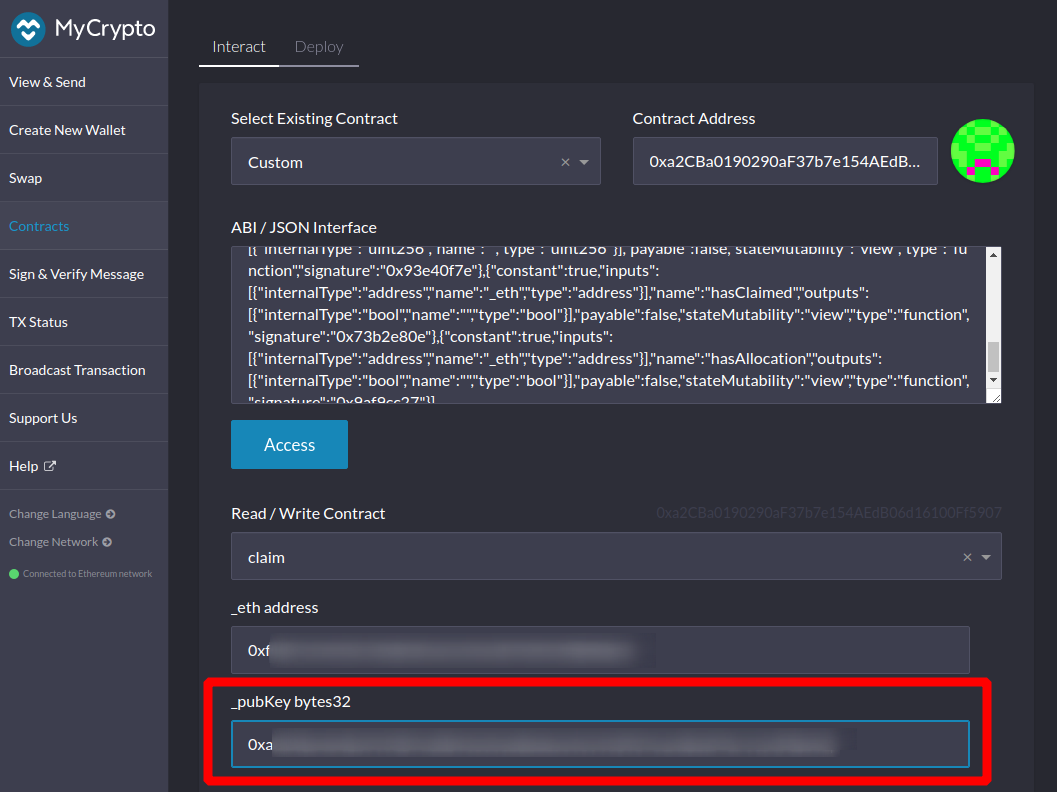 MyCrypto
View & Send
Create New Wallet
Swap
Contracts
Sign & Verify Message
TX Status
Broadcast Transaction
Support Us
Help
Change Language
Change Network
Connected to Ethereum network
Interact
Deploy
Select Existing Contract
Custom
Contract Address
0xa2CBa0190290aF37b7e154AEdB...
ABI / JSON Interface
[{"internalType":"uint256","name":"","type":"uint256"}],"payable":false,"stateMutability":"view","type":"fu
nction","signature":"0x93e40f7e"},{"constant":true,"inputs":
[{"internalType":"address","name":"_eth","type":"address"}],"name":"hasClaimed","outputs":
[{"internalType":"bool","name":"","type":"bool"}],"payable":false,"stateMutability":"view","type":"function",
"signature":"0x73b2e80e"},{"constant":true,"inputs":
[{"internalType":"address","name":"_eth","type":"address"}],"name":"hasAllocation","outputs":
[{"internalType":"bool","name":"","type":"bool"}],"payable":false,"stateMutability":"view","type":"function",
"signature":"0x9af9cc27"}]
Access
Read / Write Contract
0xa2CBa0190290aF37b7e154AEdB06d16100Ff5907
claim
_eth address
0xf
_pubKey bytes32
0xa